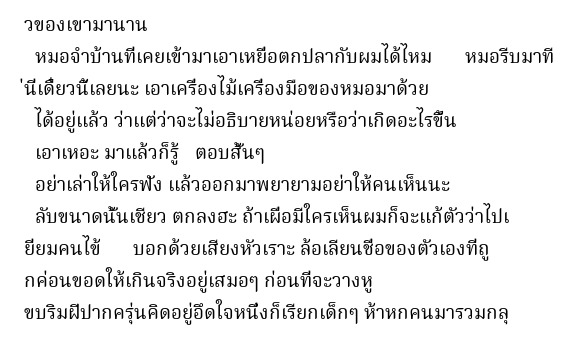 วของเขามานาน
หมอจำบ้านที่เคยเข้ามาเอาเหยื่อตกปลากับผมได้ไหม หมอรีบมาที
่นี่เดี๋ยวนี้เลยนะ เอาเครื่องไม้เครื่องมือของหมอมาด้วย
ได้อยู่แล้ว ว่าแต่ว่าจะไม่อธิบายหน่อยหรือว่าเกิดอะไรขึ้น
เอาเหอะ มาแล้วก็รู้ ตอบสั้นๆ
อย่าเล่าให้ใครฟัง แล้วออกมาพยายามอย่าให้คนเห็นนะ
ลับขนาดนั้นเชียว ตกลงฮะ ถ้าเผื่อมีใครเห็นผมก็จะแก้ตัวว่าไปเ
ยี่ยมคนไข้ บอกด้วยเสียงหัวเราะ ล้อเลียนชื่อของตัวเองที่ถู
กค่อนขอดให้เกินจริงอยู่เสมอๆ ก่อนที่จะวางหู
ขบริมฝีปากครุ่นคิดอยู่อึดใจหนึ่งก็เรียกเด็กๆ ห้าหกคนมารวมกลุ